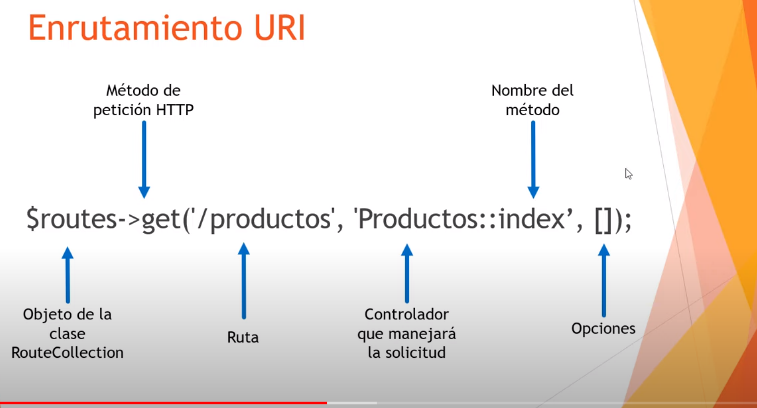 Enrutamiento URI
Método de
petición HTTP
Nombre del
método
$routes->get('/productos', 'Productos::index’, []);
Objeto de la
clase
RouteCollection
Ruta
Controlador
que manejará
la solicitud
Opciones